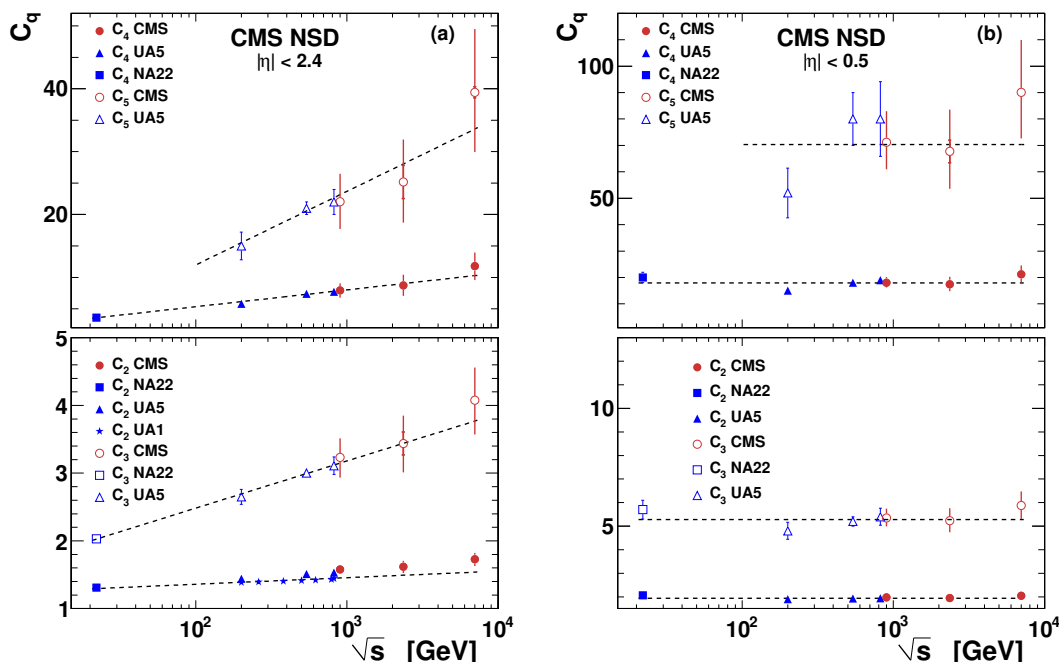 C_q
CMS NSD
|η| < 2.4
(a)
C_4 CMS
C_4 UA5
C_4 NA22
C_5 CMS
C_5 UA5
40
20
C_q
CMS NSD
|η| < 0.5
(b)
C_4 CMS
C_4 UA5
C_4 NA22
C_5 CMS
C_5 UA5
100
50
5
4
3
2
1
C_2 CMS
C_2 NA22
C_2 UA5
C_2 UA1
C_3 CMS
C_3 NA22
C_3 UA5
10^2 10^3 10^4
√s [GeV]
10
5
C_2 CMS
C_2 NA22
C_2 UA5
C_3 CMS
C_3 NA22
C_3 UA5
10^2 10^3 10^4
√s [GeV]